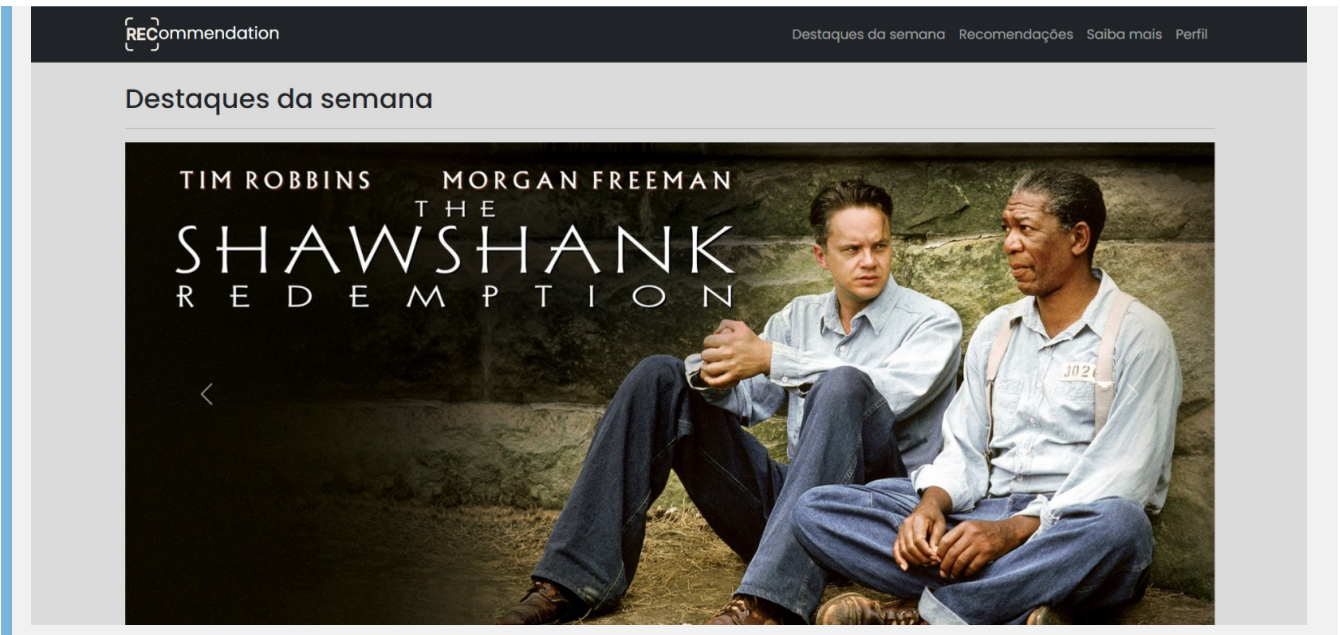 RECommendation
Destaques da semana Recomendações Saiba mais Perfil
Destaques da semana
TIM ROBBINS MORGAN FREEMAN
THE
SHAWSHANK
REDEMPTION